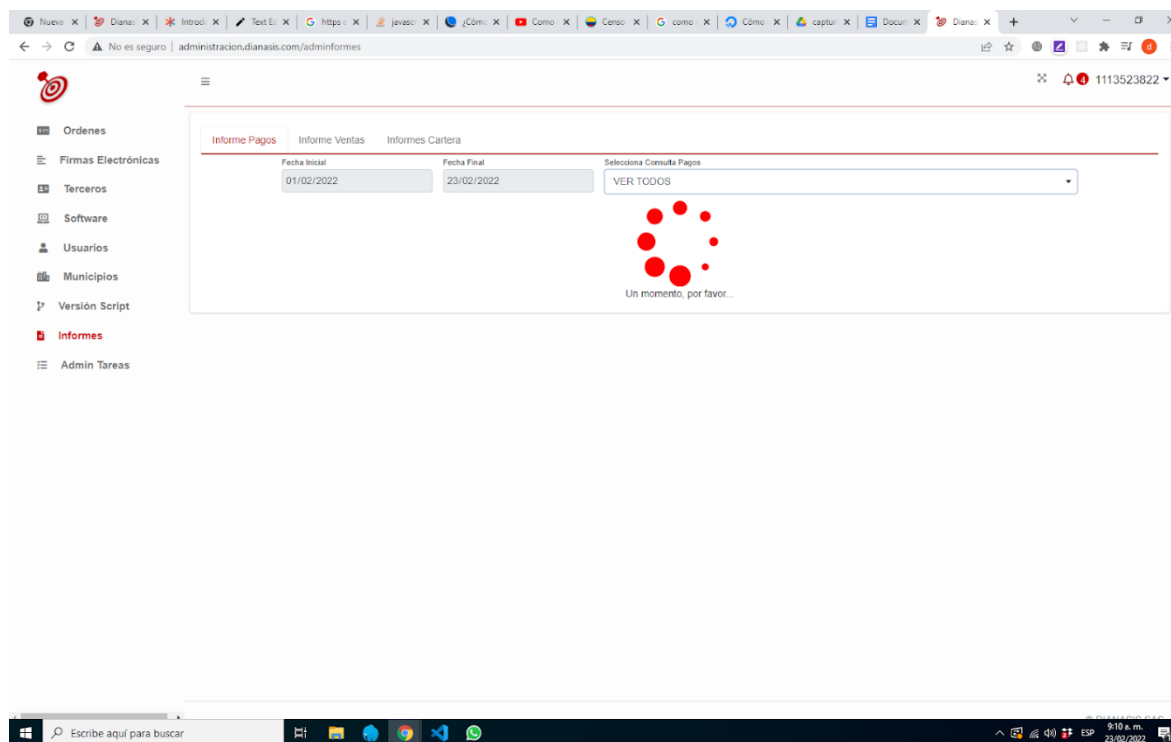 Nueva Dianas Introdu Text Ed https javascr ¿Cómo Como Censo como Cómo captur Docum Dianas
No es seguro administracion.dianasis.com/adminformes d
4 1113523822
Ordenes
Firmas Electrónicas
Terceros
Software
Usuarios
Municipios
Versión Script
Informes
Admin Tareas
Informe Pagos Informe Ventas Informes Cartera
Fecha Inicial Fecha Final Selecciona Consulta Pagos
01/02/2022 23/02/2022 VER TODOS
Un momento, por favor...
Escribe aquí para buscar
ESP 9:10 a. m.
23/02/2022